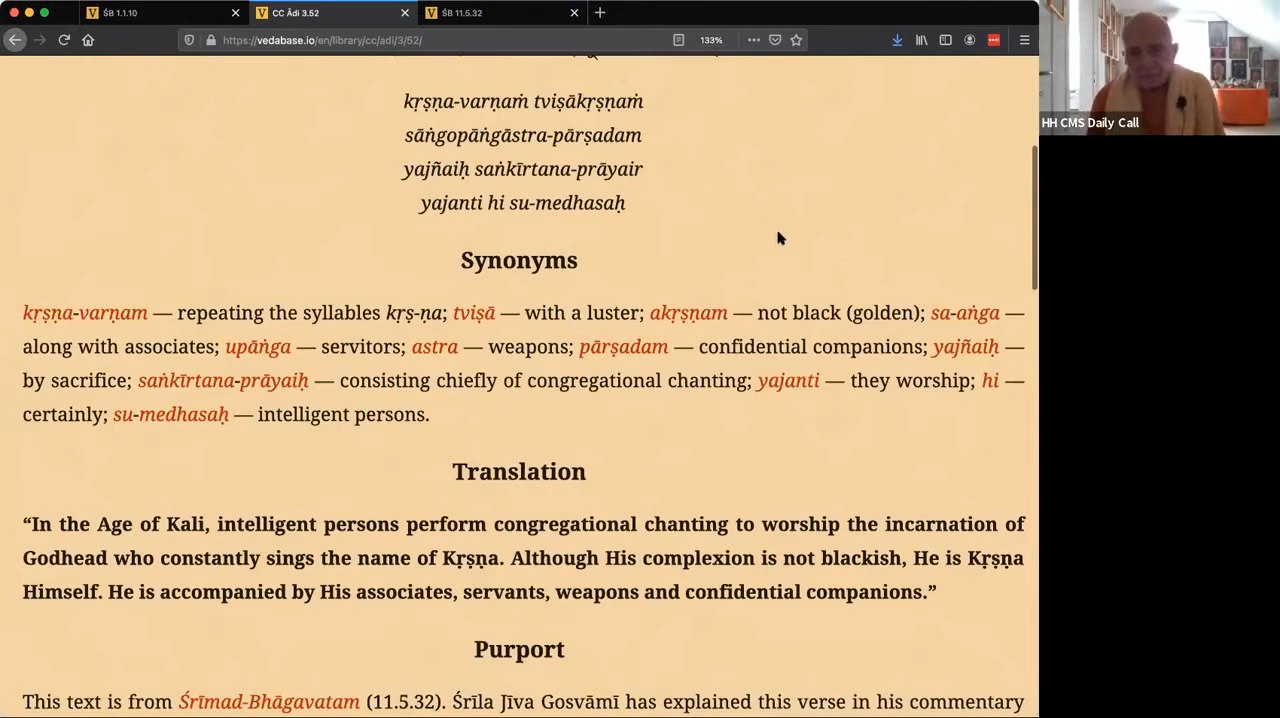 ŚB 1.1.10
CC Ādi 3.52
ŚB 11.5.32
https://vedabase.io/en/library/cc/adi/3/52/
133%
HH CMS Daily Call
kṛṣṇa-varṇaṁ tviṣākṛṣṇaṁ
sāṅgopāṅgāstra-pārṣadam
yajñaiḥ saṅkīrtana-prāyair
yajanti hi su-medhasaḥ
Synonyms
kṛṣṇa-varṇam — repeating the syllables kṛṣ-ṇa; tviṣā — with a luster; akṛṣṇam — not black (golden); sa-aṅga —
along with associates; upāṅga — servitors; astra — weapons; pārṣadam — confidential companions; yajñaiḥ —
by sacrifice; saṅkīrtana-prāyaiḥ — consisting chiefly of congregational chanting; yajanti — they worship; hi —
certainly; su-medhasaḥ — intelligent persons.
Translation
“In the Age of Kali, intelligent persons perform congregational chanting to worship the incarnation of
Godhead who constantly sings the name of Kṛṣṇa. Although His complexion is not blackish, He is Kṛṣṇa
Himself. He is accompanied by His associates, servants, weapons and confidential companions.”
Purport
This text is from Śrīmad-Bhāgavatam (11.5.32). Śrīla Jīva Gosvāmī has explained this verse in his commentary